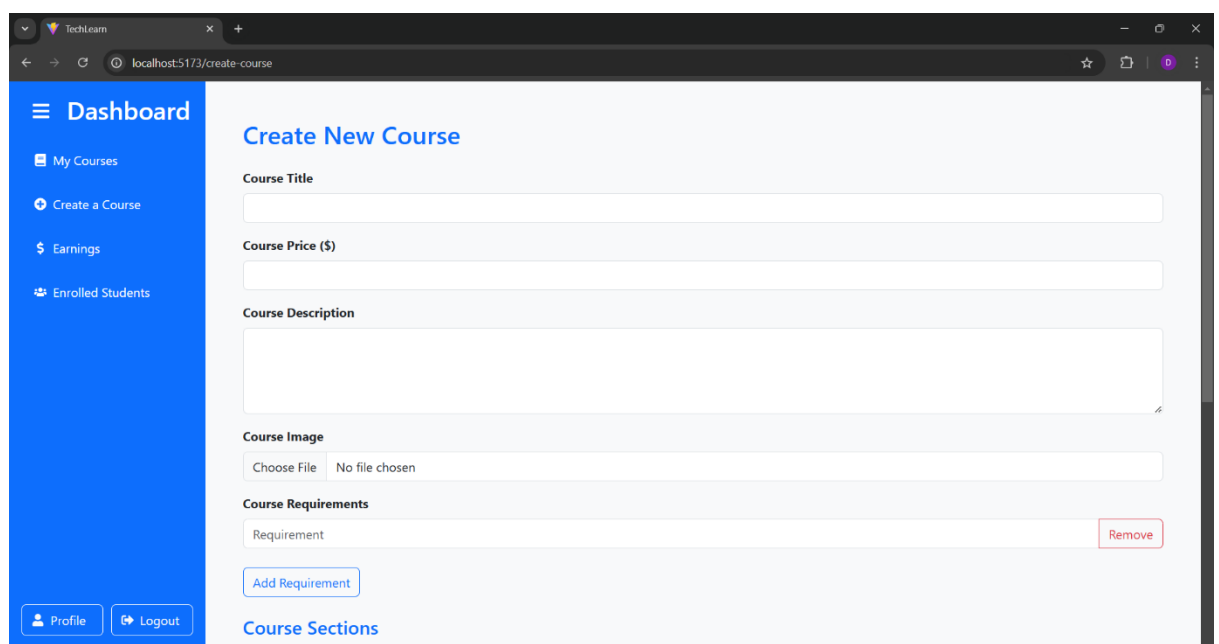 TechLearn
localhost:5173/create-course
D
Dashboard
My Courses
Create a Course
$ Earnings
Enrolled Students
Profile
Logout
Create New Course
Course Title
Course Price ($)
Course Description
Course Image
Choose File No file chosen
Course Requirements
Requirement Remove
Add Requirement
Course Sections